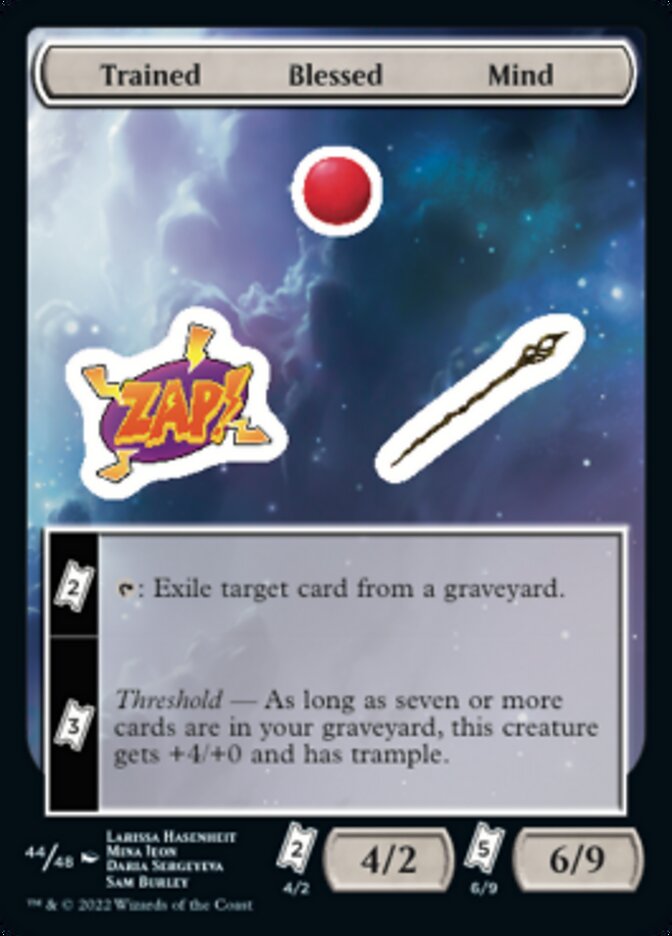 Trained Blessed Mind
ZAP!
2
: Exile target card from a graveyard.
3
Threshold — As long as seven or more
cards are in your graveyard, this creature
gets +4/+0 and has trample.
44/48
Larissa Hasenheit
Mina Jeon
Daria Sergeyeva
Sam Burley
2
4/2
4/2
5
6/9
6/9
™ & © 2022 Wizards of the Coast